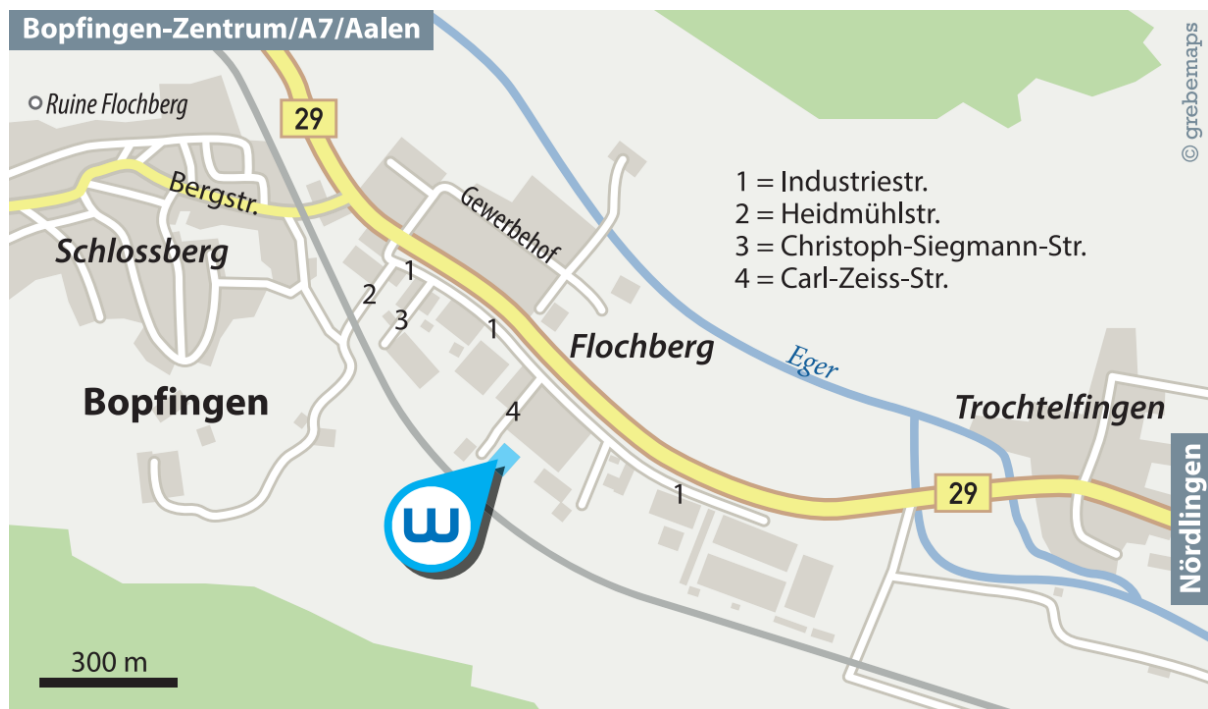 Bopfingen-Zentrum/A7/Aalen
© grebemaps
Ruine Flochberg
29
Bergstr.
Gewerbehof
1 = Industriestr.
2 = Heidmühlstr.
3 = Christoph-Siegmann-Str.
4 = Carl-Zeiss-Str.
Schlossberg
1
2
3
1
Flochberg
Eger
Bopfingen
4
Trochtelfingen
Nördlingen
29
1
W
300 m